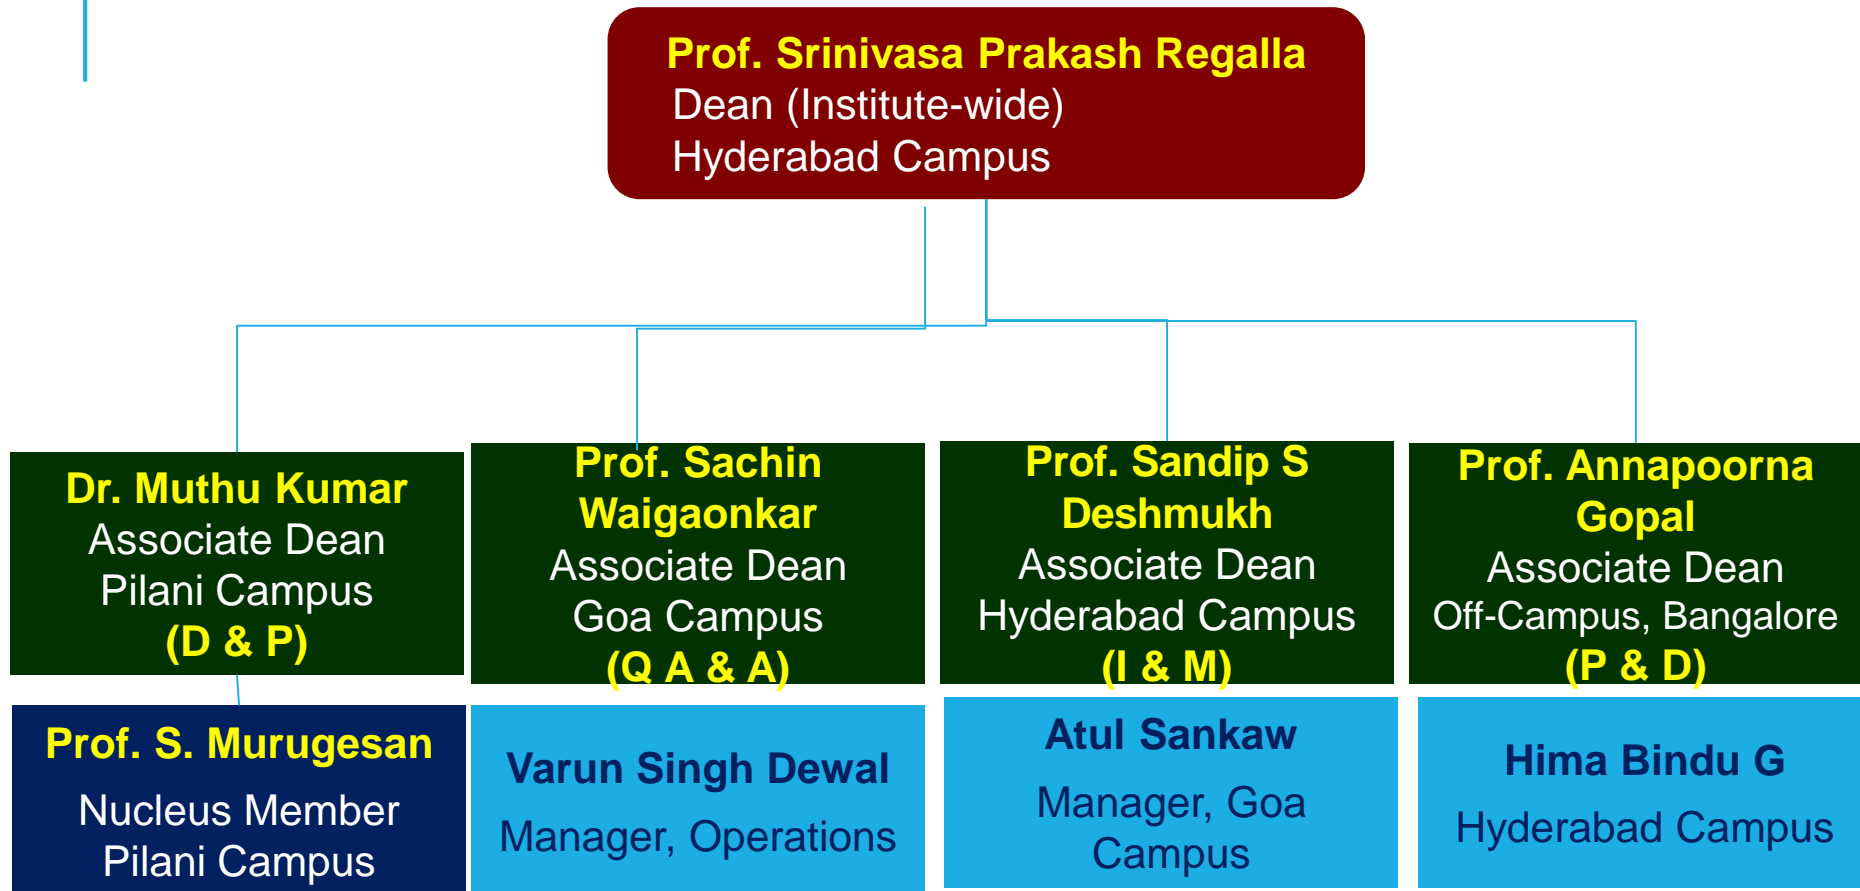 Prof. Srinivasa Prakash Regalla
Dean (Institute-wide)
Hyderabad Campus
Dr. Muthu Kumar
Associate Dean
Pilani Campus
(D & P)
Prof. Sachin
Waigaonkar
Associate Dean
Goa Campus
(Q A & A)
Prof. Sandip S
Deshmukh
Associate Dean
Hyderabad Campus
(I & M)
Prof. Annapoorna
Gopal
Associate Dean
Off-Campus, Bangalore
(P & D)
Prof. S. Murugesan
Nucleus Member
Pilani Campus
Varun Singh Dewal
Manager, Operations
Atul Sankaw
Manager, Goa
Campus
Hima Bindu G
Hyderabad Campus